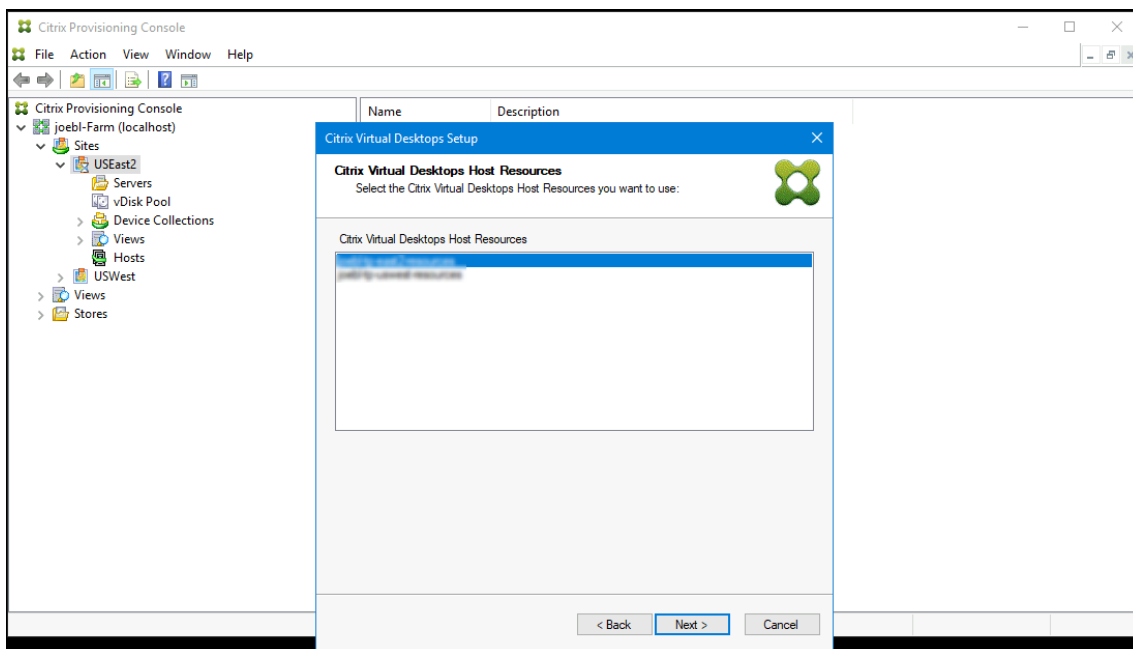 Citrix Provisioning Console
File Action View Window Help
Citrix Provisioning Console
joebl-Farm (localhost)
Sites
USEast2
Servers
vDisk Pool
Device Collections
Views
Hosts
USWest
Views
Stores
Name Description
Citrix Virtual Desktops Setup
Citrix Virtual Desktops Host Resources
Select the Citrix Virtual Desktops Host Resources you want to use:
Citrix Virtual Desktops Host Resources
< Back Next > Cancel